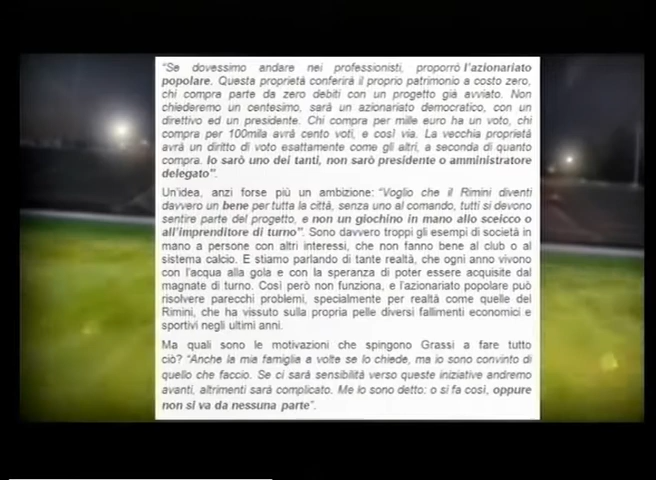 "Se dovessimo andare nei professionisti, proporrò l'azionariato
popolare. Questa proprietà conferirà il proprio patrimonio a costo zero,
chi compra parte da zero debiti con un progetto già avviato. Non
chiederemo un centesimo, sarà un azionariato democratico, con un
direttivo ed un presidente. Chi compra per mille euro ha un voto, chi
compra per 100mila avrà cento voti, e così via. La vecchia proprietà
avrà un diritto di voto esattamente come gli altri, a seconda di quanto
compra. Io sarò uno dei tanti, non sarò presidente o amministratore
delegato".
Un'idea, anzi forse più un ambizione: "Voglio che il Rimini diventi
davvero un bene per tutta la città, senza uno al comando, tutti si devono
sentire parte del progetto, e non un giochino in mano allo sceicco o
all'imprenditore di turno". Sono davvero troppi gli esempi di società in
mano a persone con altri interessi, che non fanno bene al club o al
sistema calcio. E stiamo parlando di tante realtà, che ogni anno vivono
con l'acqua alla gola e con la speranza di poter essere acquisite dal
magnate di turno. Così però non funziona, e l'azionariato popolare può
risolvere parecchi problemi, specialmente per realtà come quelle del
Rimini, che ha vissuto sulla propria pelle diversi fallimenti economici e
sportivi negli ultimi anni.
Ma quali sono le motivazioni che spingono Grassi a fare tutto
ciò? "Anche la mia famiglia a volte se lo chiede, ma io sono convinto di
quello che faccio. Se ci sarà sensibilità verso queste iniziative andremo
avanti, altrimenti sarà complicato. Me lo sono detto: o si fa così, oppure
non si va da nessuna parte".